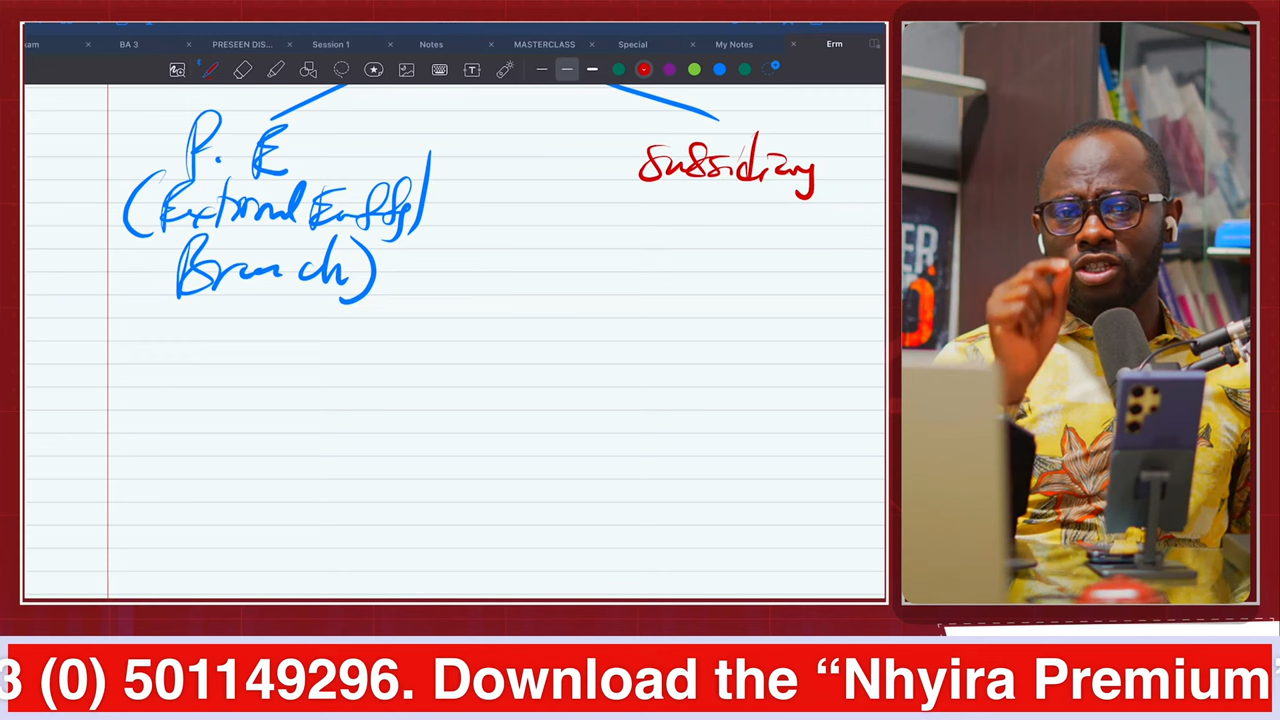 am
BA 3
PRESEEN DIS...
Session 1
Notes
MASTERCLASS
Special
My Notes
Erm
P. E
(External
Branch)
Subsidiary
3 (0) 501149296. Download the “Nhyira Premium